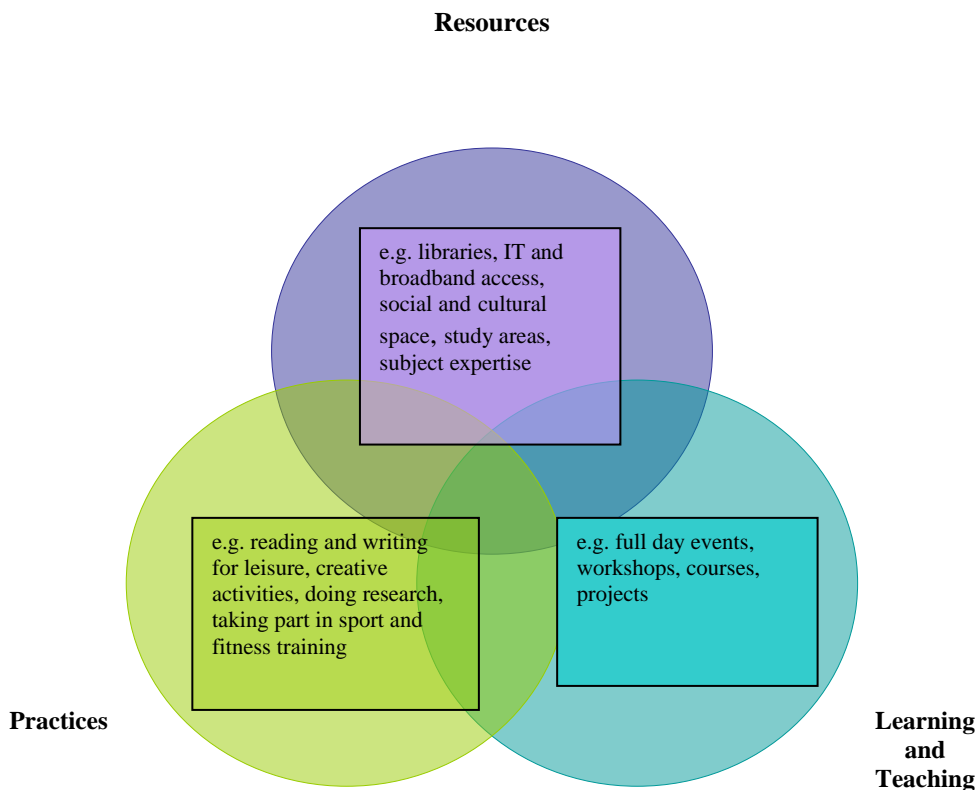 Resources
e.g. libraries, IT and
broadband access,
social and cultural
space, study areas,
subject expertise
e.g. reading and writing
for leisure, creative
activities, doing research,
taking part in sport and
fitness training
e.g. full day events,
workshops, courses,
projects
Practices
Learning
and
Teaching